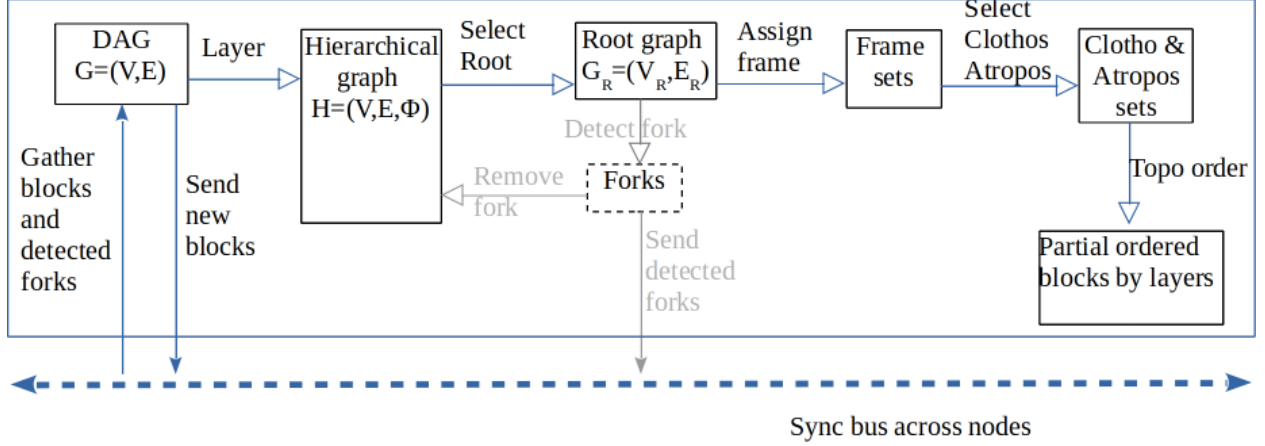 DAG
G=(V,E)
Layer
Hierarchical
graph
H=(V,E,Φ)
Select
Root
Root graph
G_R=(V_R,E_R)
Assign
frame
Frame
sets
Select
Clothos
Atropos
Clotho &
Atropos
sets
Detect fork
Forks
Remove
fork
Topo order
Gather
blocks
and
detected
forks
Send
new
blocks
Send
detected
forks
Partial ordered
blocks by layers
Sync bus across nodes